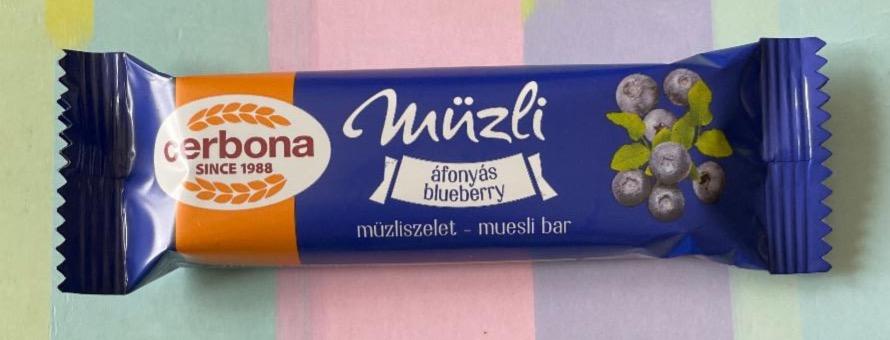 cerbona
SINCE 1988
Müzli
áfonyás
blueberry
müzliszelet - muesli bar